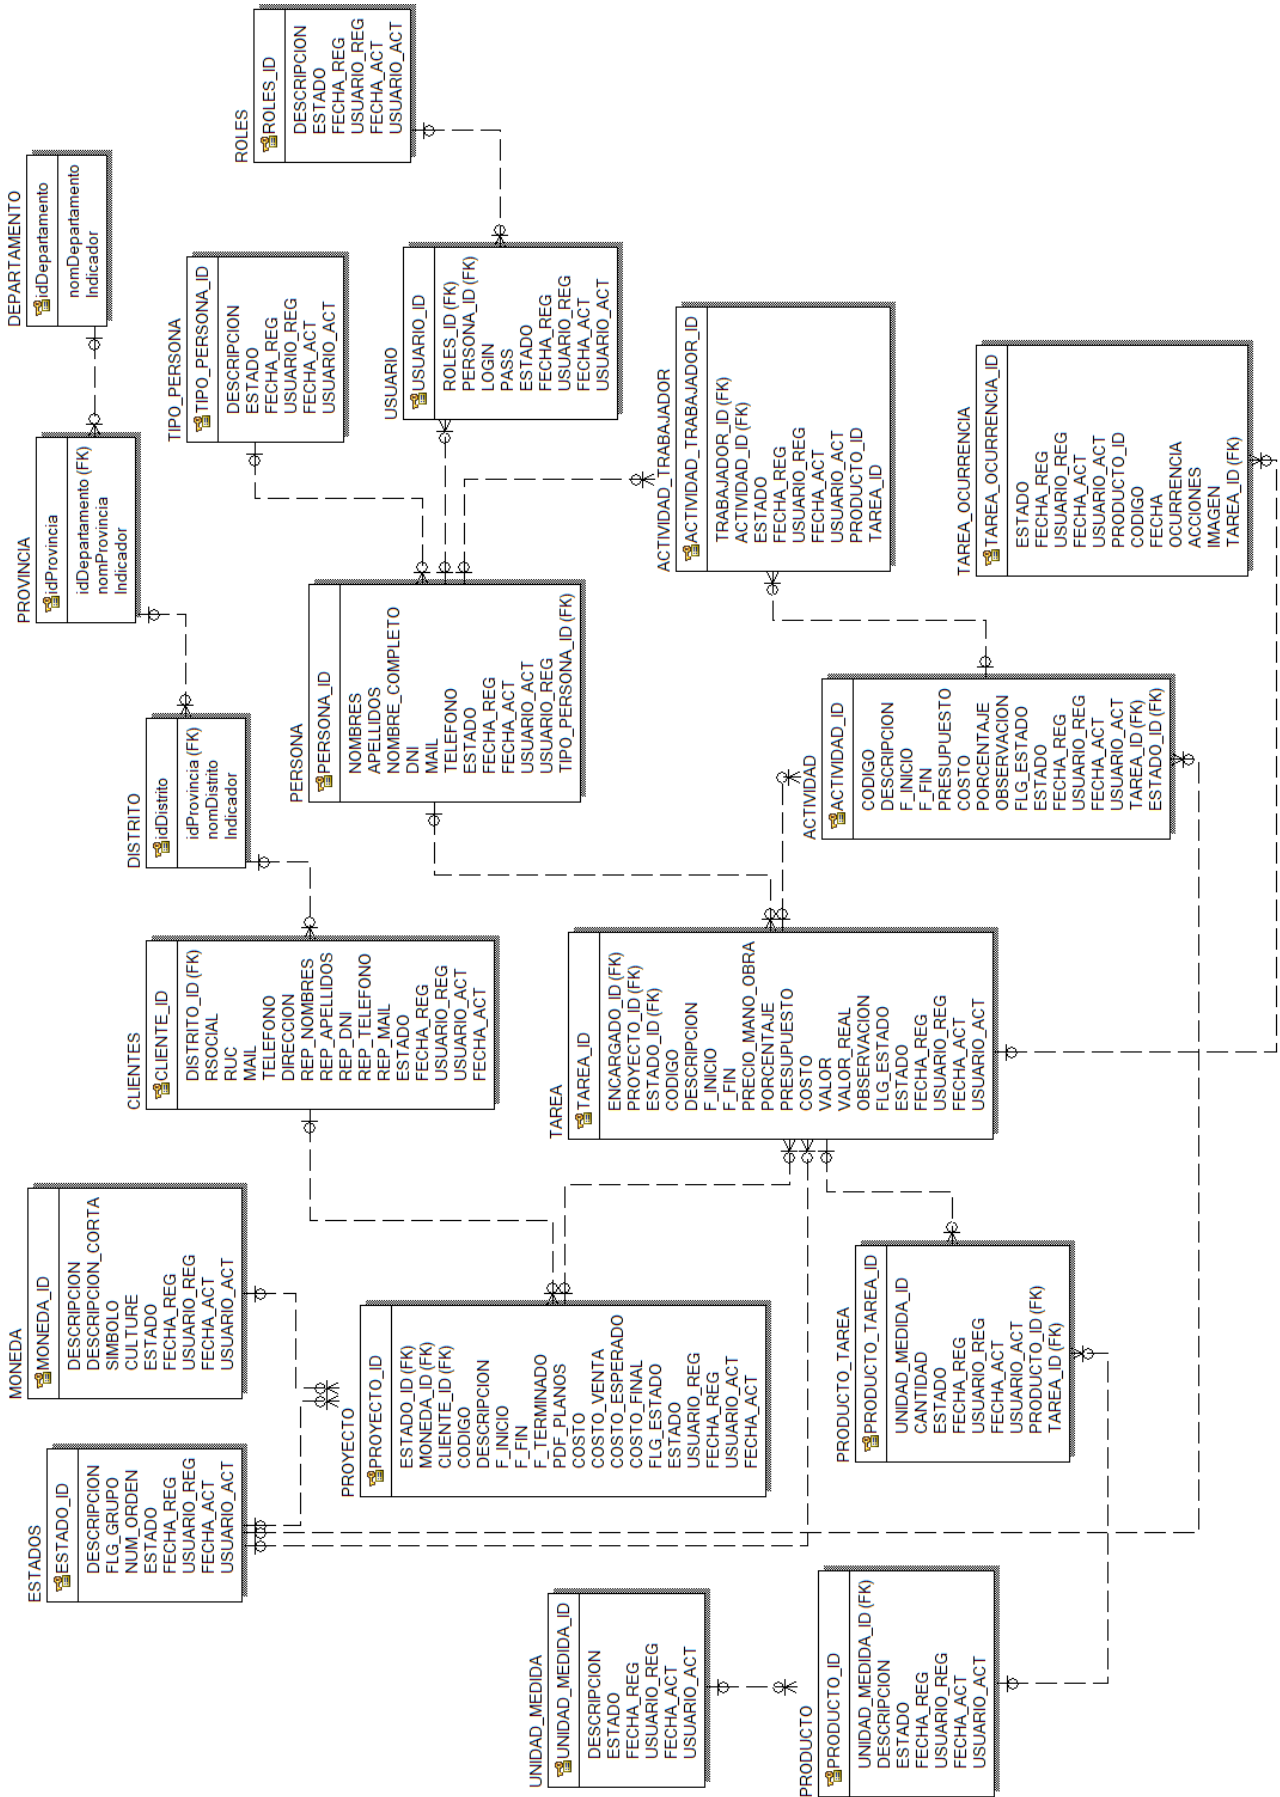 ESTADOS
ESTADO_ID
DESCRIPCION
FLG_GRUPO
NUM_ORDEN
ESTADO
FECHA_REG
USUARIO_REG
FECHA_ACT
USUARIO_ACT
MONEDA
MONEDA_ID
DESCRIPCION
DESCRIPCION_CORTA
SIMBOLO
CULTURE
ESTADO
FECHA_REG
USUARIO_REG
FECHA_ACT
USUARIO_ACT
CLIENTES
CLIENTE_ID
DISTRITO_ID (FK)
RSOCIAL
RUC
MAIL
TELEFONO
DIRECCION
REP_NOMBRES
REP_APELLIDOS
REP_DNI
REP_TELEFONO
REP_MAIL
ESTADO
FECHA_REG
USUARIO_REG
USUARIO_ACT
FECHA_ACT
DISTRITO
idDistrito
idProvincia (FK)
nomDistrito
Indicador
PROVINCIA
idProvincia
idDepartamento (FK)
nomProvincia
Indicador
DEPARTAMENTO
idDepartamento
nomDepartamento
Indicador
TIPO_PERSONA
TIPO_PERSONA_ID
DESCRIPCION
ESTADO
FECHA_REG
USUARIO_REG
FECHA_ACT
USUARIO_ACT
ROLES
ROLES_ID
DESCRIPCION
ESTADO
FECHA_REG
USUARIO_REG
FECHA_ACT
USUARIO_ACT
PERSONA
PERSONA_ID
NOMBRES
APELLIDOS
NOMBRE_COMPLETO
DNI
MAIL
TELEFONO
ESTADO
FECHA_REG
FECHA_ACT
USUARIO_ACT
USUARIO_REG
TIPO_PERSONA_ID (FK)
USUARIO
USUARIO_ID
ROLES_ID (FK)
PERSONA_ID (FK)
LOGIN
PASS
ESTADO
FECHA_REG
USUARIO_REG
FECHA_ACT
USUARIO_ACT
PROYECTO
PROYECTO_ID
ESTADO_ID (FK)
MONEDA_ID (FK)
CLIENTE_ID (FK)
CODIGO
DESCRIPCION
F_INICIO
F_FIN
F_TERMINADO
PDF_PLANOS
COSTO
COSTO_VENTA
COSTO_ESPERADO
COSTO_FINAL
FLG_ESTADO
ESTADO
USUARIO_REG
FECHA_REG
USUARIO_ACT
FECHA_ACT
TAREA
TAREA_ID
ENCARGADO_ID (FK)
PROYECTO_ID (FK)
ESTADO_ID (FK)
CODIGO
DESCRIPCION
F_INICIO
F_FIN
PRECIO_MANO_OBRA
PORCENTAJE
PRESUPUESTO
COSTO
VALOR
VALOR_REAL
OBSERVACION
FLG_ESTADO
ESTADO
FECHA_REG
USUARIO_REG
FECHA_ACT
USUARIO_ACT
ACTIVIDAD_TRABAJADOR
ACTIVIDAD_TRABAJADOR_ID
TRABAJADOR_ID (FK)
ACTIVIDAD_ID (FK)
ESTADO
FECHA_REG
USUARIO_REG
FECHA_ACT
USUARIO_ACT
PRODUCTO_ID
TAREA_ID
UNIDAD_MEDIDA
UNIDAD_MEDIDA_ID
DESCRIPCION
ESTADO
FECHA_REG
USUARIO_REG
FECHA_ACT
USUARIO_ACT
PRODUCTO
PRODUCTO_ID
UNIDAD_MEDIDA_ID (FK)
DESCRIPCION
ESTADO
FECHA_REG
USUARIO_REG
FECHA_ACT
USUARIO_ACT
PRODUCTO_TAREA
PRODUCTO_TAREA_ID
UNIDAD_MEDIDA_ID
CANTIDAD
ESTADO
FECHA_REG
USUARIO_REG
FECHA_ACT
USUARIO_ACT
PRODUCTO_ID (FK)
TAREA_ID (FK)
ACTIVIDAD
ACTIVIDAD_ID
CODIGO
DESCRIPCION
F_INICIO
F_FIN
PRESUPUESTO
COSTO
PORCENTAJE
OBSERVACION
FLG_ESTADO
ESTADO
FECHA_REG
USUARIO_REG
FECHA_ACT
USUARIO_ACT
TAREA_ID (FK)
ESTADO_ID (FK)
TAREA_OCURRENCIA
TAREA_OCURRENCIA_ID
ESTADO
FECHA_REG
USUARIO_REG
FECHA_ACT
USUARIO_ACT
PRODUCTO_ID
CODIGO
FECHA
OCURRENCIA
ACCIONES
IMAGEN
TAREA_ID (FK)